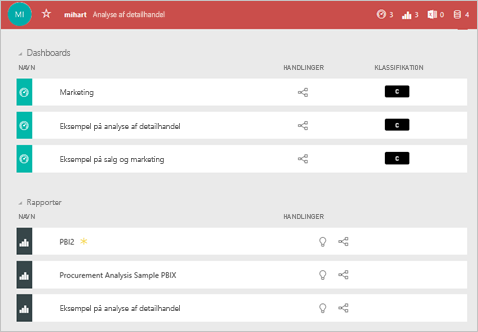 MI mihart Analyse af detailhandel 3 3 0 4
Dashboards
NAVN HANDLINGER KLASSIFIKATION
Marketing C
Eksempel på analyse af detailhandel C
Eksempel på salg og marketing C
Rapporter
NAVN HANDLINGER
PBI2
Procurement Analysis Sample PBIX
Eksempel på analyse af detailhandel